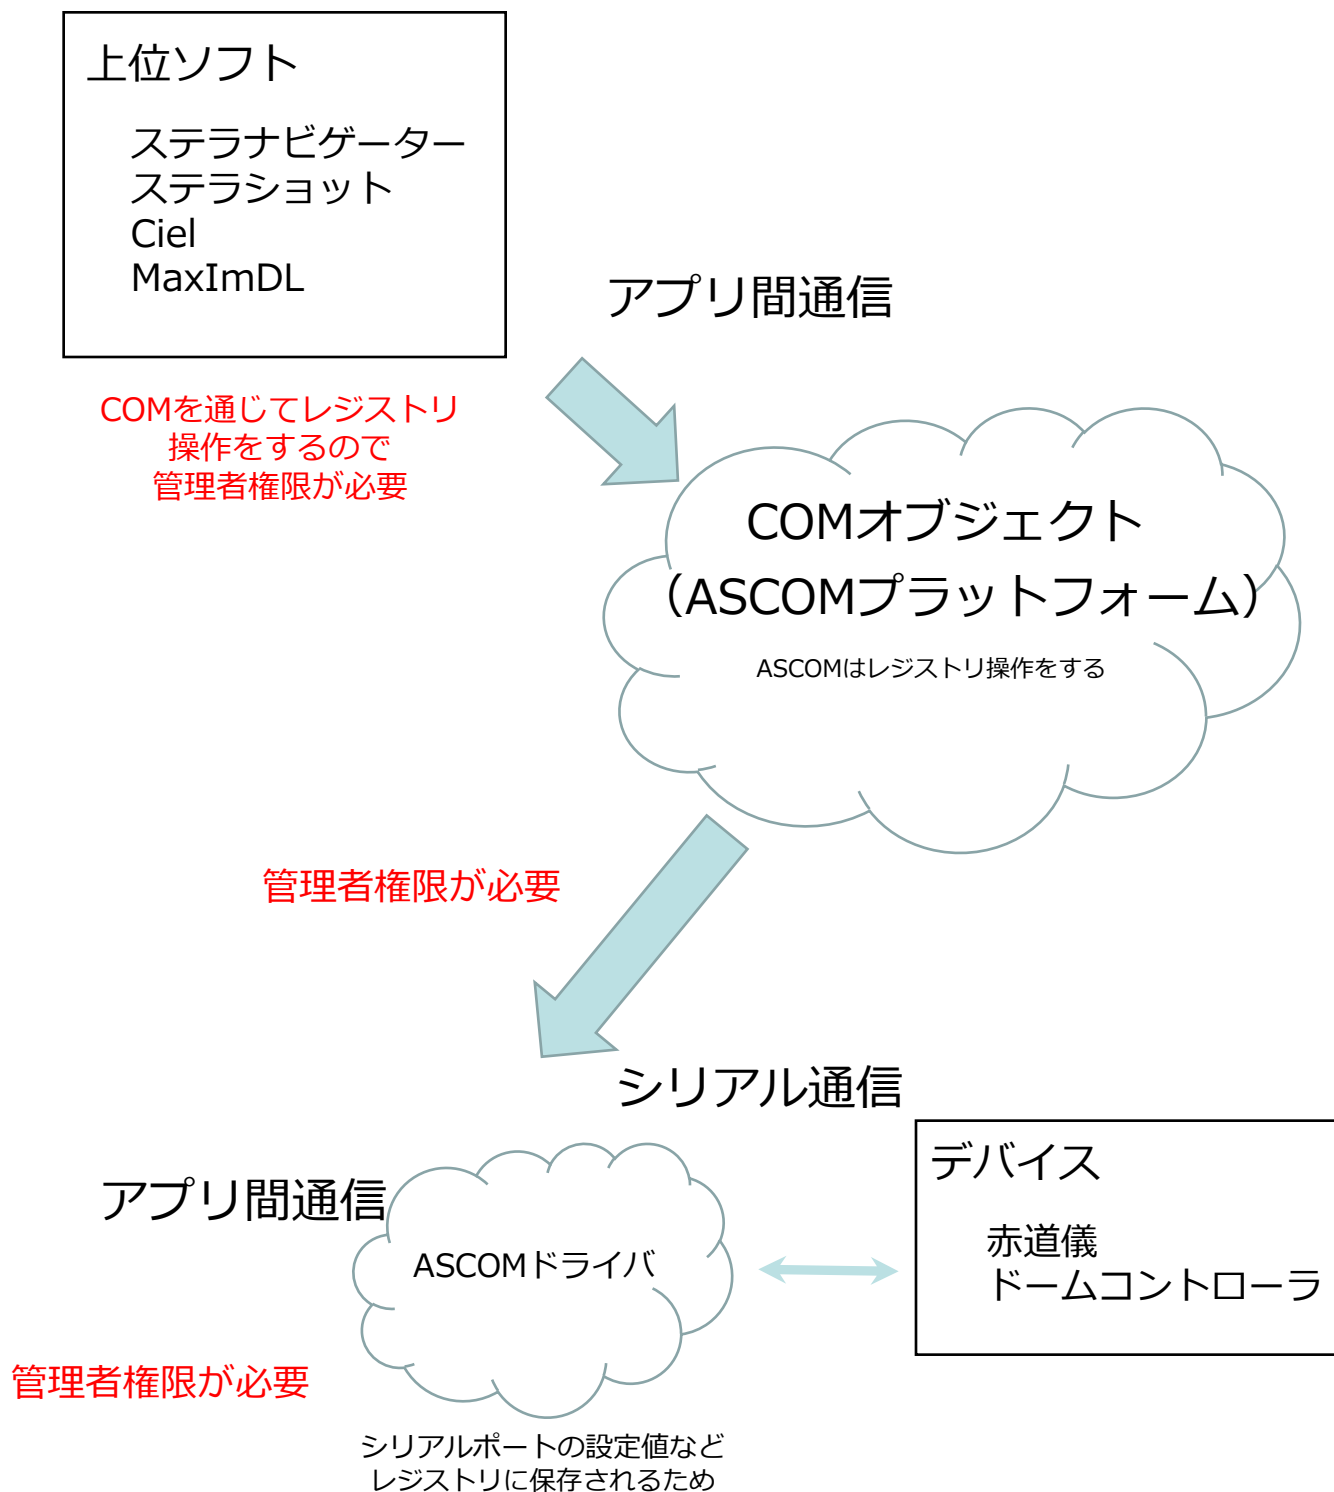 上位ソフト
ステラナビゲーター
ステラショット
Ciel
MaxImDL
アプリ間通信
COMを通じてレジストリ
操作をするので
管理者権限が必要
COMオブジェクト
（ASCOMプラットフォーム）
ASCOMはレジストリ操作をする
管理者権限が必要
シリアル通信
デバイス
赤道儀
ドームコントローラ
アプリ間通信
ASCOMドライバ
管理者権限が必要
シリアルポートの設定値など
レジストリに保存されるため